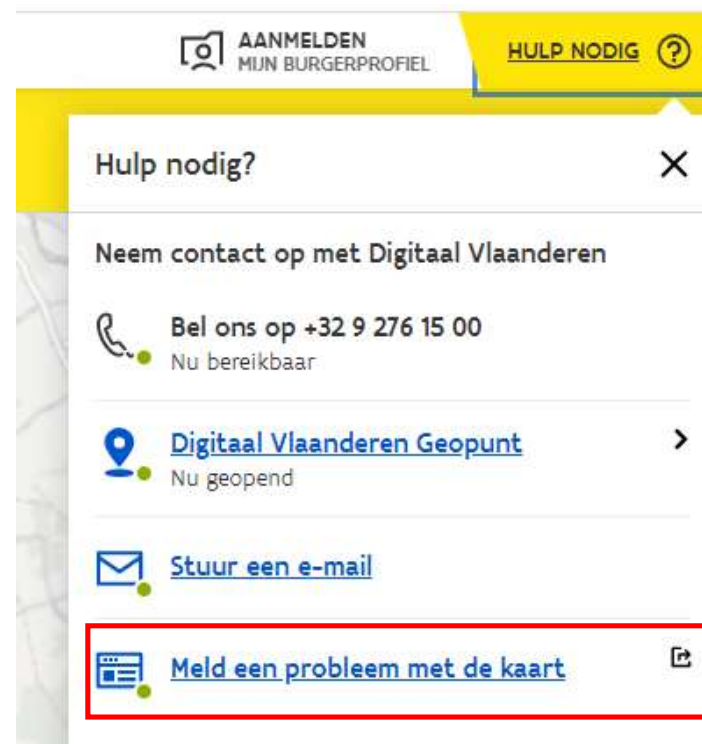 AANMELDEN
MIJN BURGERPROFIEL
HULP NODIG
Hulp nodig?
Neem contact op met Digitaal Vlaanderen
Bel ons op +32 9 276 15 00
Nu bereikbaar
Digitaal Vlaanderen Geopunt
Nu geopend
Stuur een e-mail
Meld een probleem met de kaart